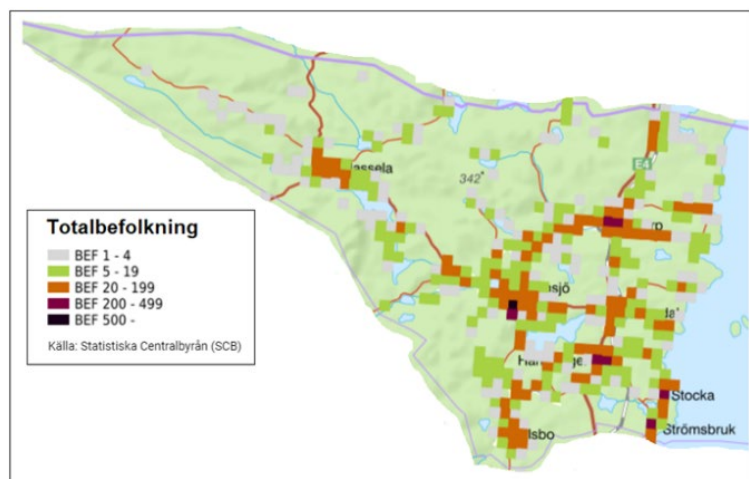 E4
342
Totalbefolkning
BEF 1 - 4
BEF 5 - 19
BEF 20 - 199
BEF 200 - 499
BEF 500 -
Källa: Statistiska Centralbyrån (SCB)
Stocka
Strömsbruk